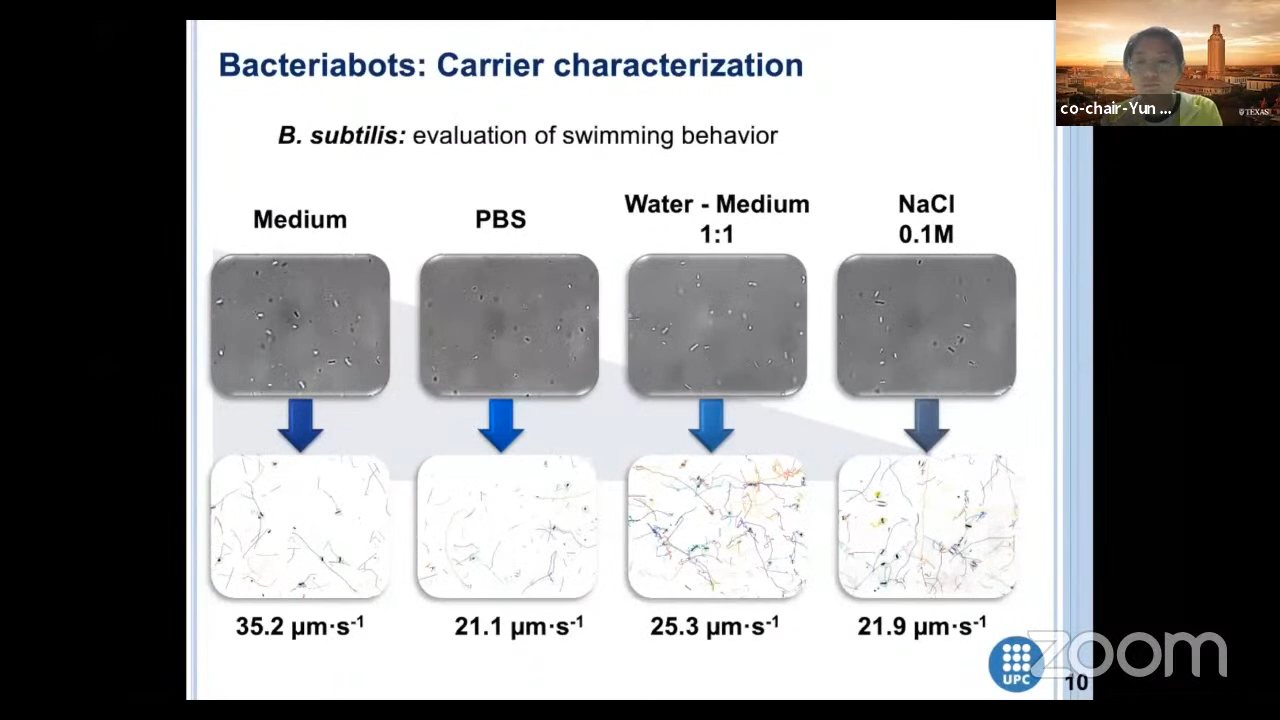 Bacteriabots: Carrier characterization
co-chair-Yun ...
TEXAS
B. subtilis: evaluation of swimming behavior
Medium
PBS
Water - Medium
1:1
NaCl
0.1M
35.2 µm·s⁻¹
21.1 µm·s⁻¹
25.3 µm·s⁻¹
21.9 µm·s⁻¹
UPC
zoom
10